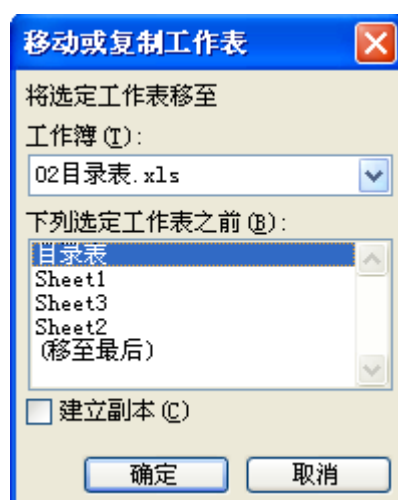 移动或复制工作表
将选定工作表移至
工作簿(T):
02目录表.xls
下列选定工作表之前(B):
目录表
Sheet1
Sheet3
Sheet2
(移至最后)
建立副本(C)
确定 取消